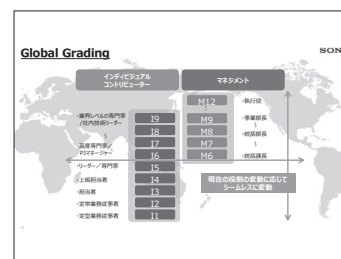 Global Grading
SON
インディビジュアル
コントリビューター
マネジメント
M12
・執行役
・業界レベルの専門家
/社内技術リーダー
I9
M9
・事業部長
～
I8
M8
～
・統括部長
・高度専門家／
PJマネージャー
I7
M7
～
I6
M6
・統括課長
・リーダー／専門家
I5
・上級担当者
I4
・担当者
I3
・定常業務従事者
I2
・定型業務従事者
I1
現在の役割の変動に応じて
シームレスに変動